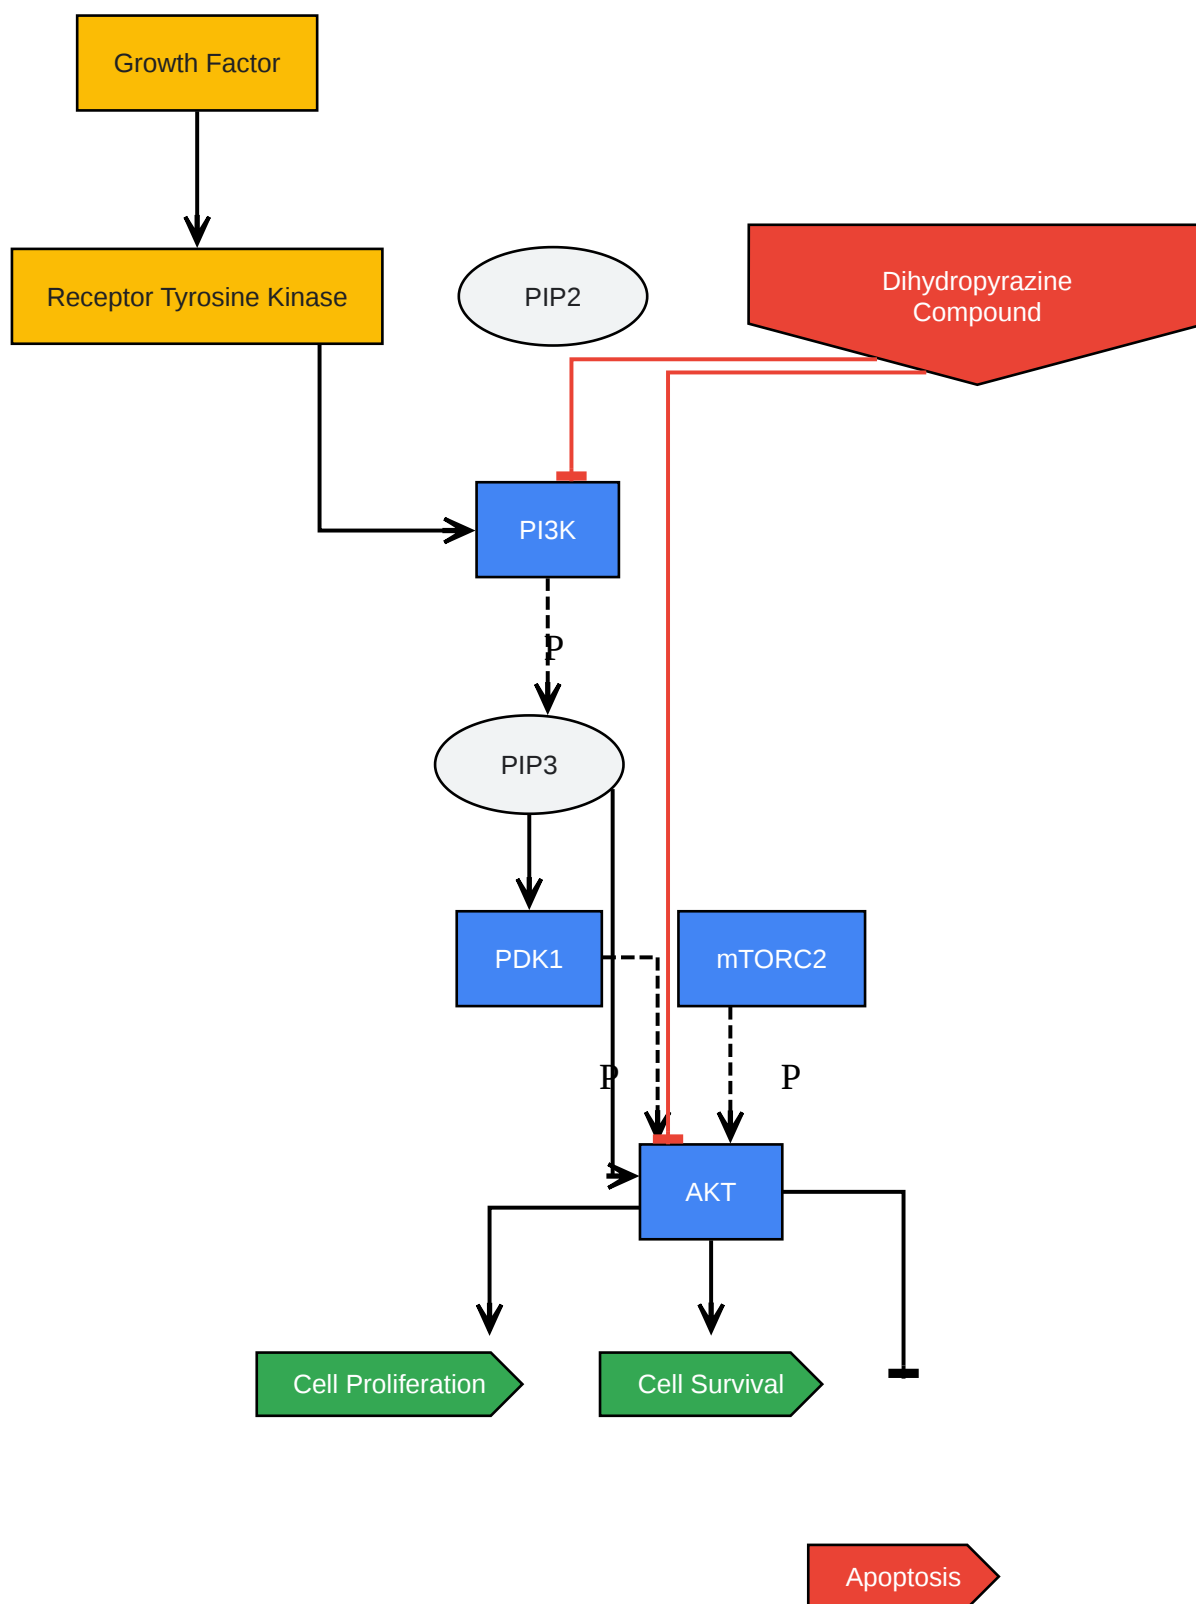 Growth Factor
Receptor Tyrosine Kinase
PIP2
Dihydropyrazine
Compound
PI3K
P
PIP3
PDK1
mTORC2
P
P
AKT
Cell Proliferation
Cell Survival
Apoptosis